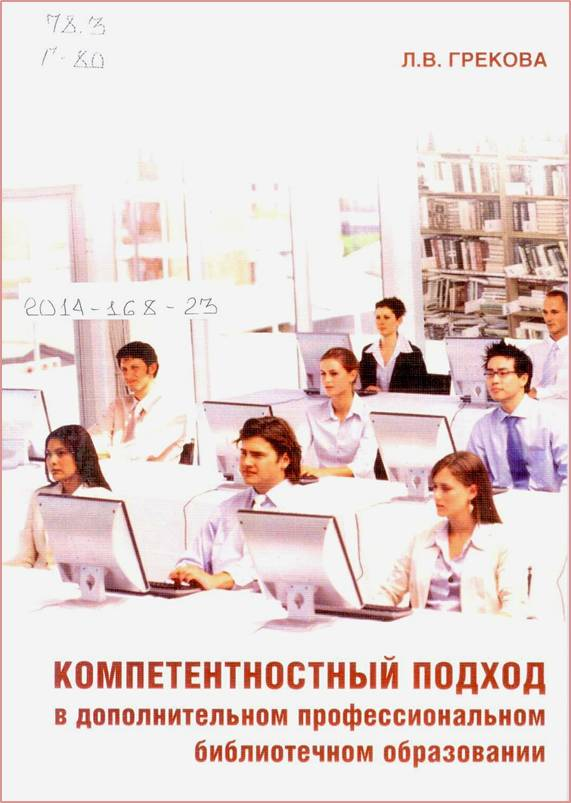 78.3
Г-80
Л.В. ГРЕКОВА
2014-168-23
КОМПЕТЕНТНОСТНЫЙ ПОДХОД
в дополнительном профессиональном
библиотечном образовании